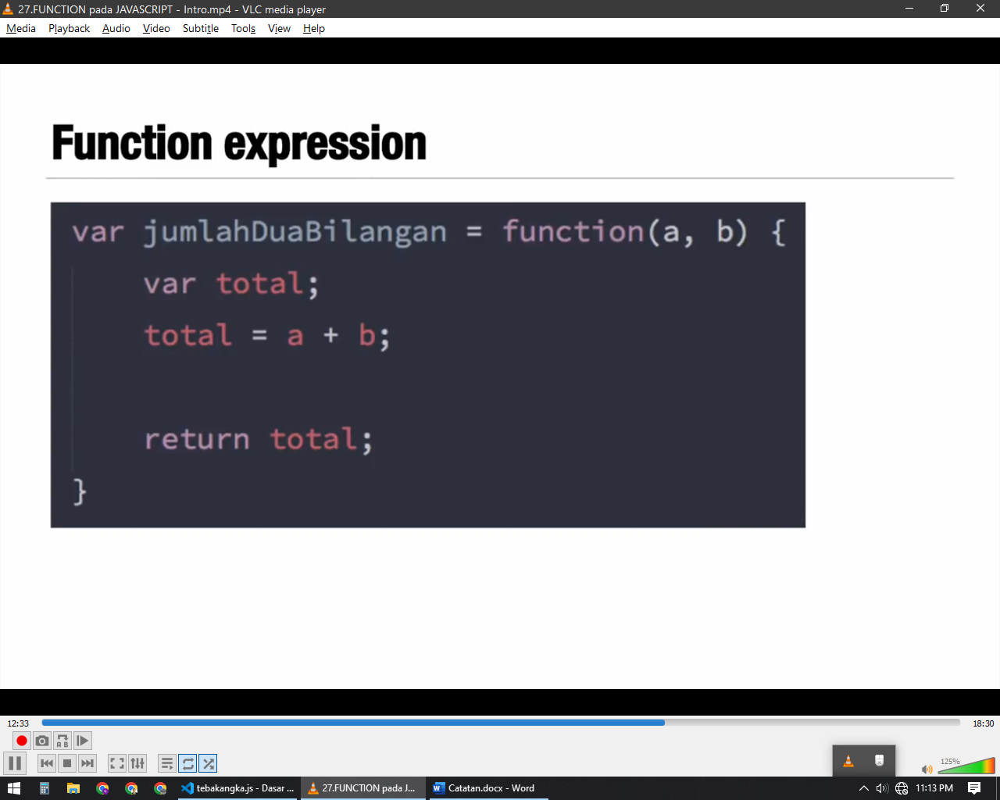 27.FUNCTION pada JAVASCRIPT - Intro.mp4 - VLC media player
Media Playback Audio Video Subtitle Tools View Help
Function expression
var jumlahDuaBilangan = function(a, b) {
var total;
total = a + b;
return total;
}
12:33 18:30
A B
125%
tebakangka.js - Dasar ... 27.FUNCTION pada J... Catatan.docx - Word 11:13 PM